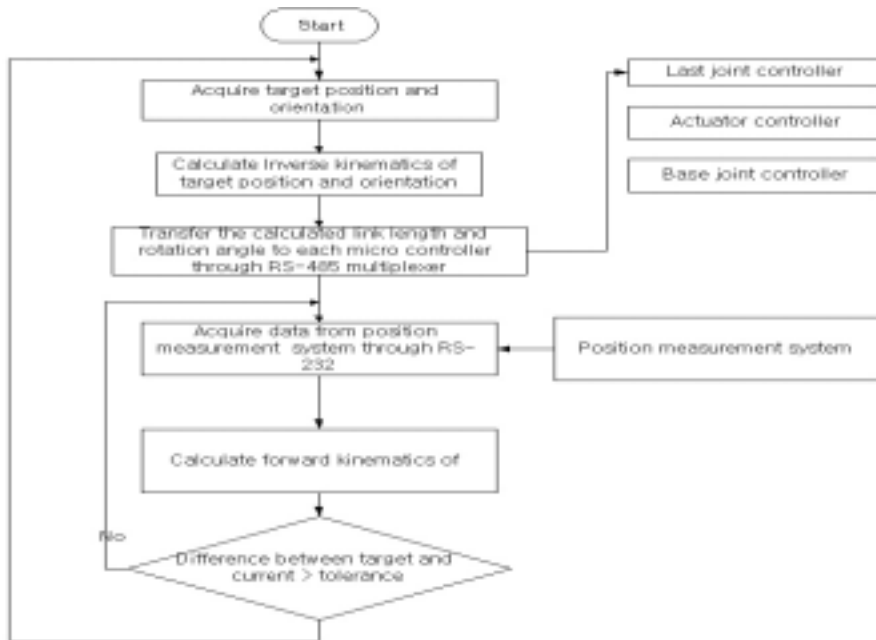 Start
Acquire target position and
orientation
Calculate Inverse kinematics of
target position and orientation
Transfer the calculated link length and
rotation angle to each micro controller
through RS-485 multiplexer
Last joint controller
Actuator controller
Base joint controller
Acquire data from position
measurement system through RS-
232
Position measurement system
Calculate forward kinematics of
No
Difference between target and
current > tolerance